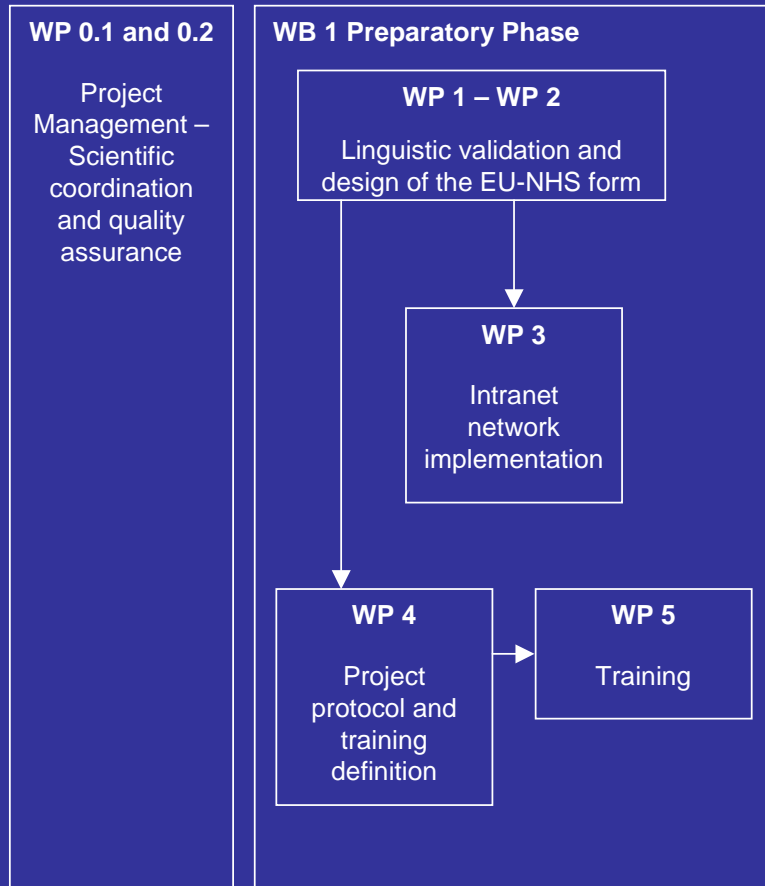 WP 0.1 and 0.2
Project
Management –
Scientific
coordination
and quality
assurance
WB 1 Preparatory Phase
WP 1 – WP 2
Linguistic validation and
design of the EU-NHS form
WP 3
Intranet
network
implementation
WP 4
Project
protocol and
training
definition
WP 5
Training